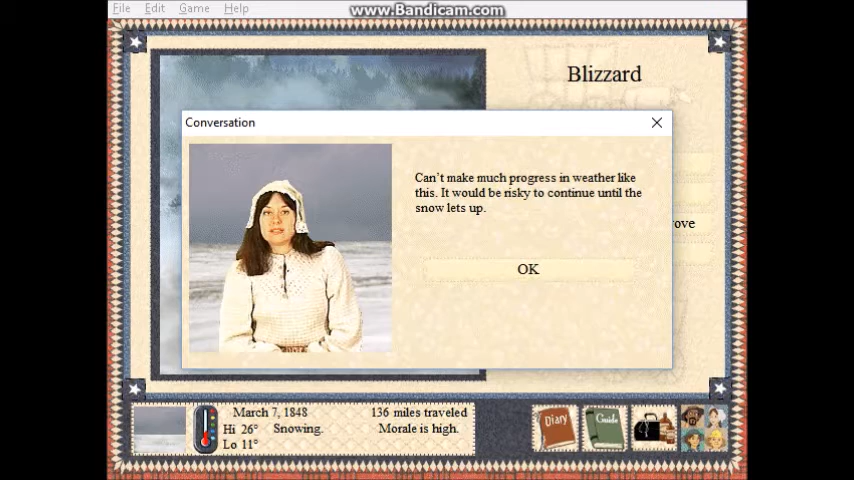 www.Bandicam.com
File Edit Game Help
Blizzard
Conversation
Can't make much progress in weather like
this. It would be risky to continue until the
snow lets up.
rove
OK
March 7, 1848
136 miles traveled
Hi 26°
Snowing.
Morale is high.
Lo 11°
Diary
Guide